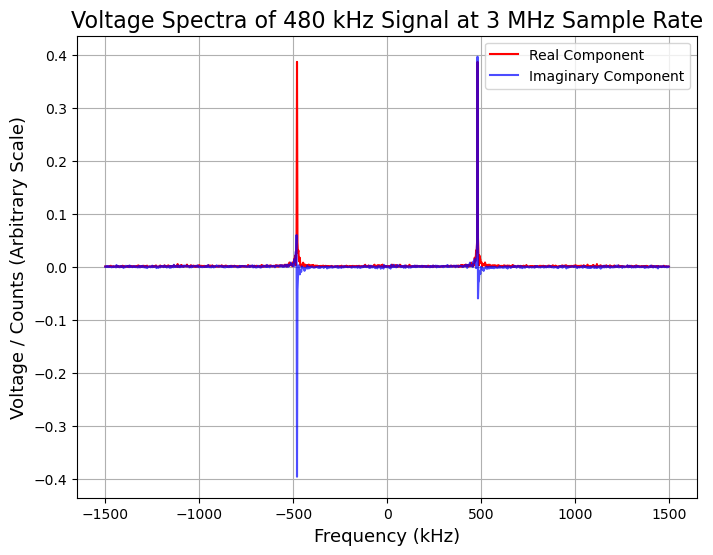 Voltage Spectra of 480 kHz Signal at 3 MHz Sample Rate
Real Component
Imaginary Component
Voltage / Counts (Arbitrary Scale)
0.4
0.3
0.2
0.1
0.0
−0.1
−0.2
−0.3
−0.4
−1500 −1000 −500 0 500 1000 1500
Frequency (kHz)